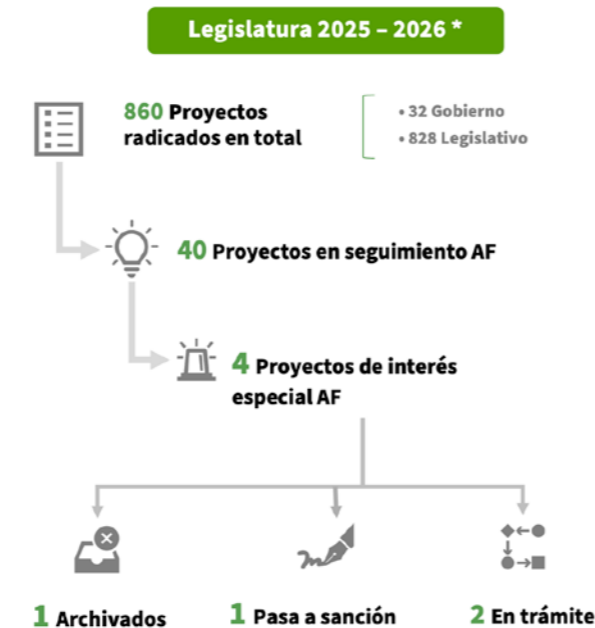 Legislatura 2025 – 2026 *
860 Proyectos
radicados en total
• 32 Gobierno
• 828 Legislativo
40 Proyectos en seguimiento AF
4 Proyectos de interés
especial AF
1 Archivados
1 Pasa a sanción
2 En trámite